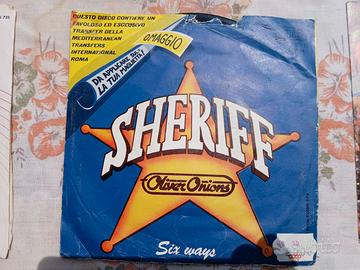 QUESTO DISCO CONTIENE UN
FAVOLOSO ED ESCLUSIVO
TRANSFER DELLA
MEDITERRANEAN
TRANSFERS
INTERNATIONAL
ROMA
OMAGGIO
DA APPLICARE SUL
LA TUA MAGLIETTA
SHERIFF
Oliver Onions
Six ways